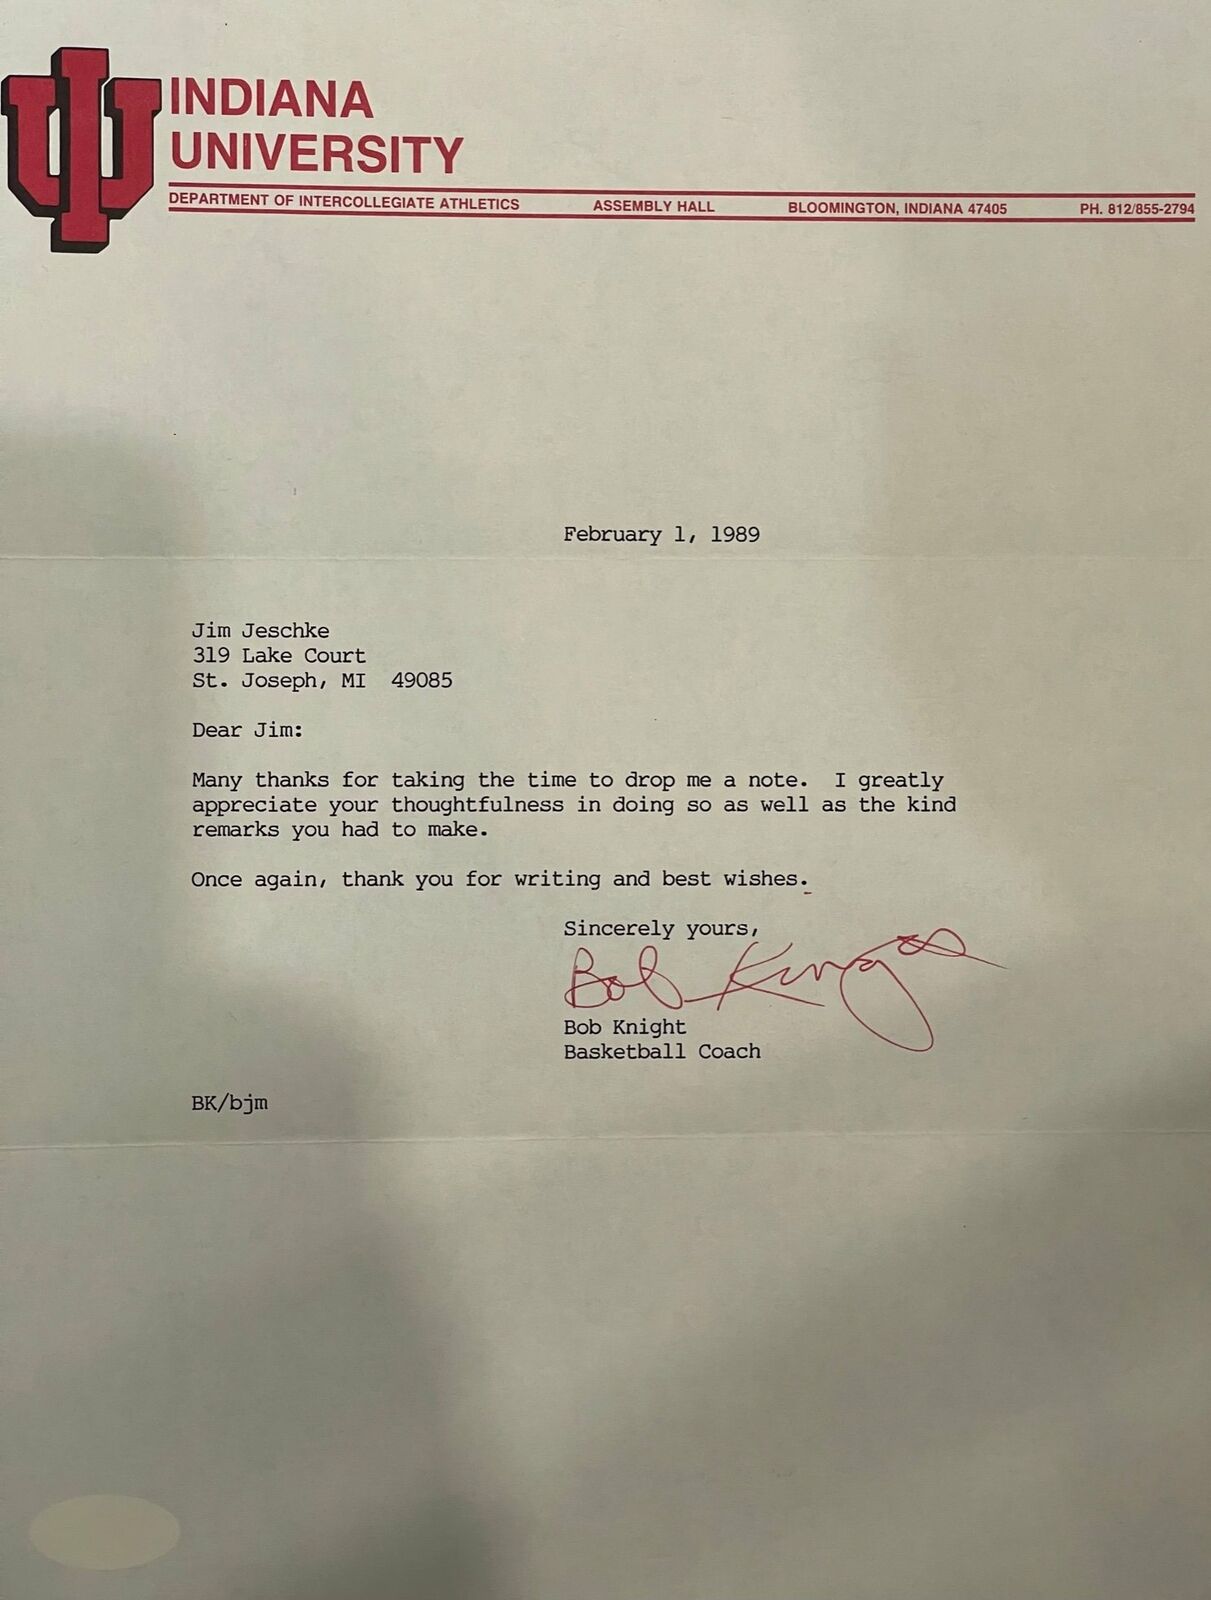 INDIANA
UNIVERSITY
DEPARTMENT OF INTERCOLLEGIATE ATHLETICS ASSEMBLY HALL BLOOMINGTON, INDIANA 47405 PH. 812/855-2794
February 1, 1989
Jim Jeschke
319 Lake Court
St. Joseph, MI 49085
Dear Jim:
Many thanks for taking the time to drop me a note. I greatly
appreciate your thoughtfulness in doing so as well as the kind
remarks you had to make.
Once again, thank you for writing and best wishes.
Sincerely yours,
Bob Knight
Bob Knight
Basketball Coach
BK/bjm